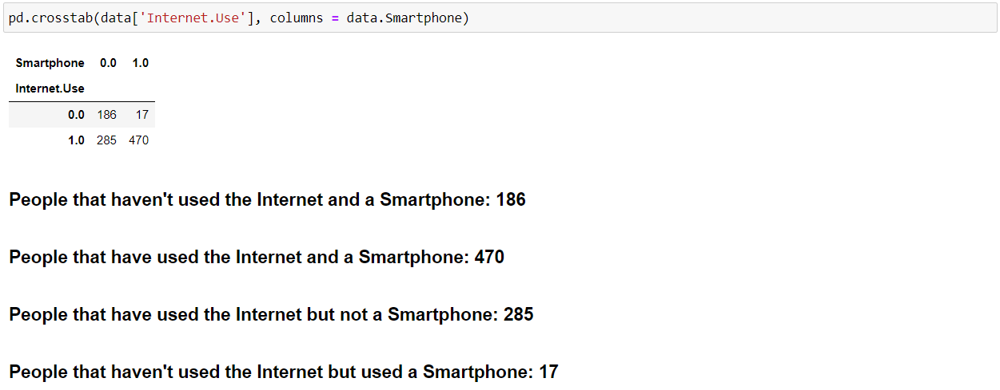 pd.crosstab(data['Internet.Use'], columns = data.Smartphone)
Smartphone 0.0 1.0
Internet.Use
0.0 186 17
1.0 285 470
People that haven't used the Internet and a Smartphone: 186
People that have used the Internet and a Smartphone: 470
People that have used the Internet but not a Smartphone: 285
People that haven't used the Internet but used a Smartphone: 17